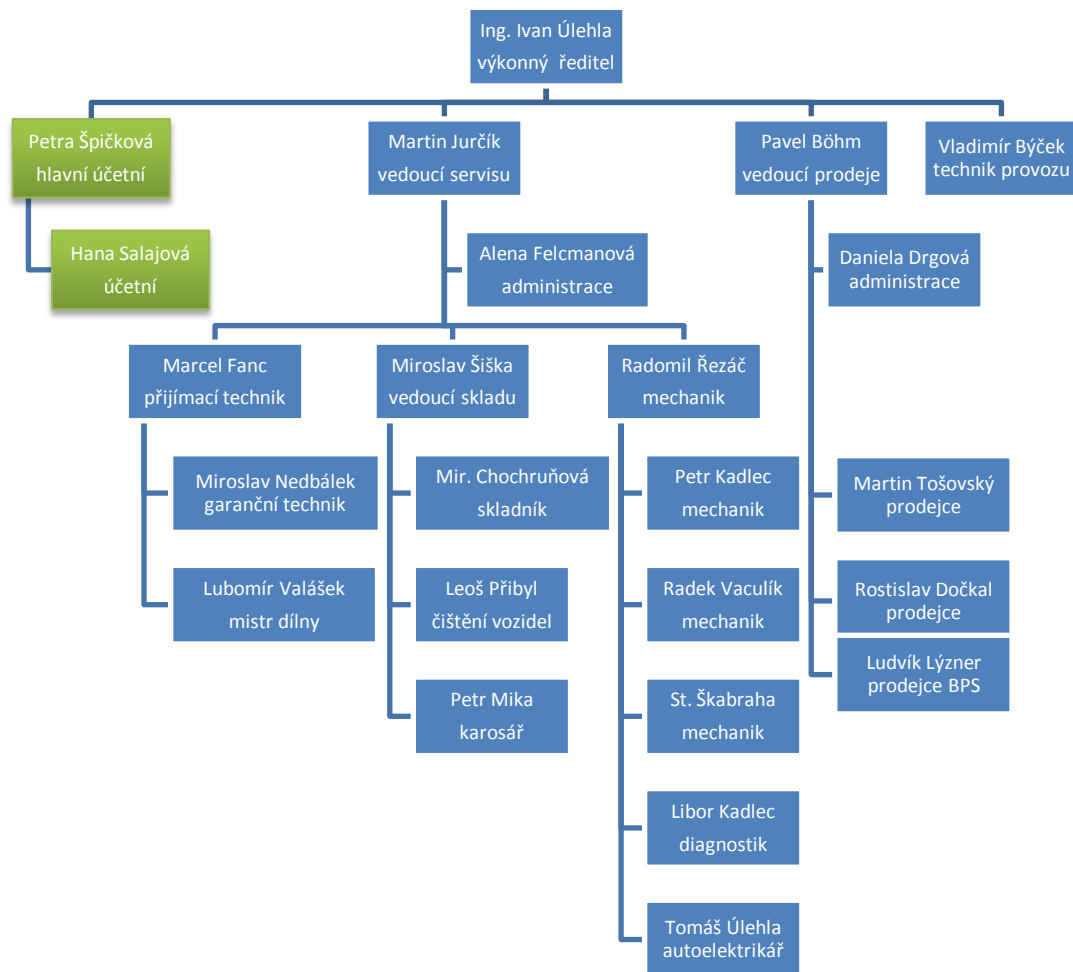 Ing. Ivan Úlehla
výkonný ředitel
Petra Špičková
hlavní účetní
Martin Jurčík
vedoucí servisu
Pavel Böhm
vedoucí prodeje
Vladimír Býček
technik provozu
Hana Salajová
účetní
Alena Felcmanová
administrace
Daniela Drgová
administrace
Marcel Fanc
přijímací technik
Miroslav Šiška
vedoucí skladu
Radomil Řezáč
mechanik
Miroslav Nedbálek
garanční technik
Mir. Chochruňová
skladník
Petr Kadlec
mechanik
Martin Tošovský
prodejce
Lubomír Valášek
mistr dílny
Leoš Přibyl
čištění vozidel
Radek Vaculík
mechanik
Rostislav Dočkal
prodejce
Ludvík Lýzner
prodejce BPS
Petr Mika
karosář
St. Škabraha
mechanik
Libor Kadlec
diagnostik
Tomáš Úlehla
autoelektrikář